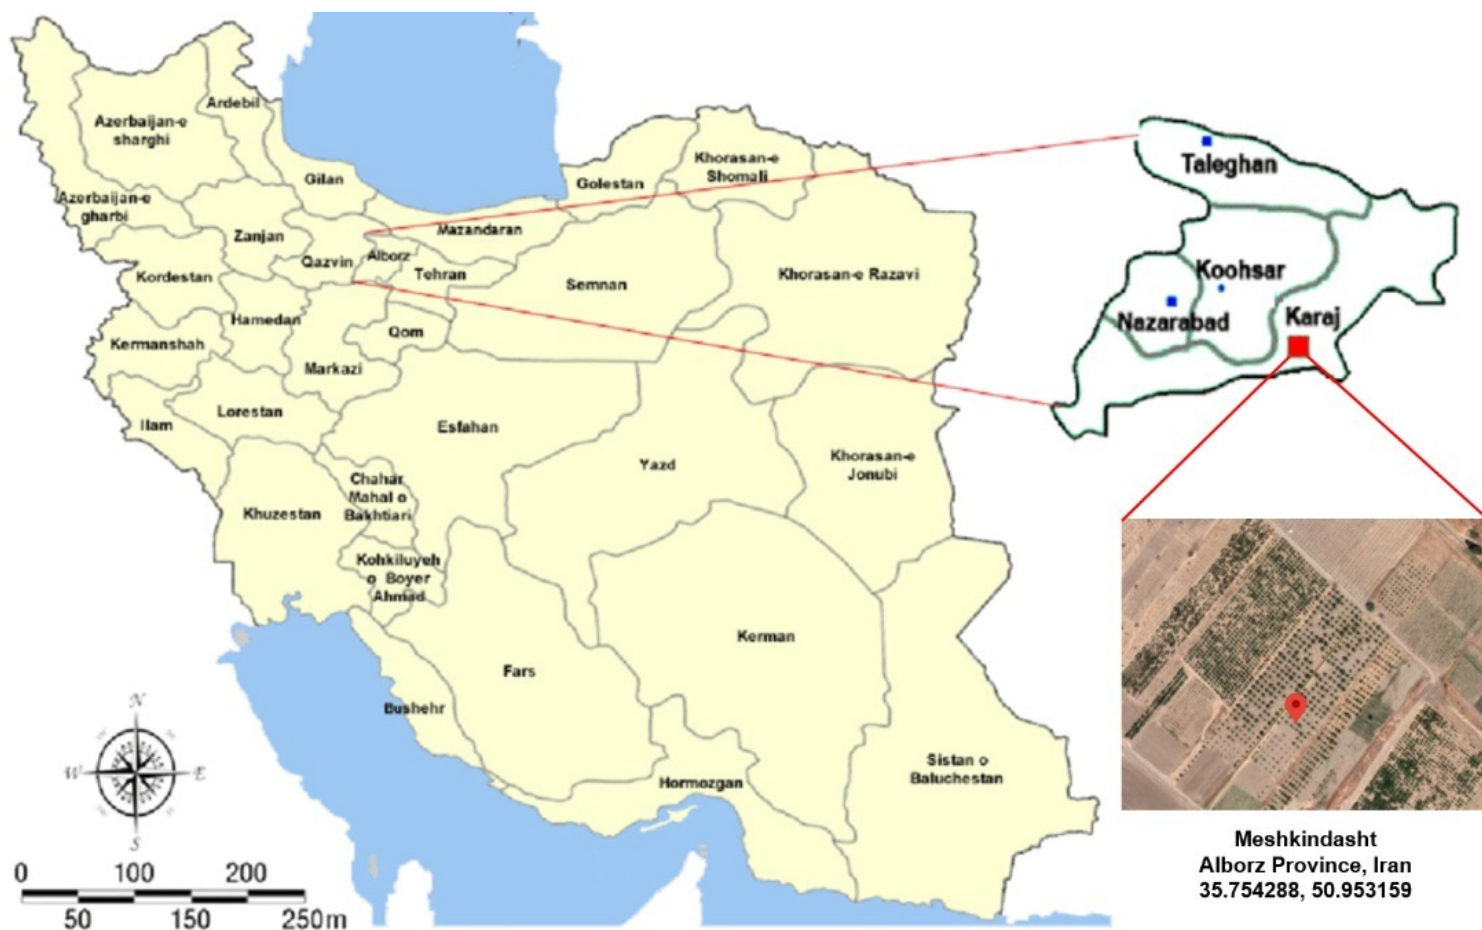 Ardebil
Azerbaijan-e
sharghi
Gilan
Azerbaijan-e
gharbi
Zanjan
Qazvin
Alborz
Mazandaran
Golestan
Khorasan-e
Shomali
Kordestan
Tehran
Semnan
Khorasan-e Razavi
Hamedan
Qom
Kermanshah
Markazi
Lorestan
Ilam
Esfahan
Yazd
Khorasan-e
Jonubi
Khuzestan
Chahar
Mahal o
Bakhtiari
Kohkiluyeh
o Boyer
Ahmad
Kerman
Fars
Bushehr
Hormozgan
Sistan o
Baluchestan
Taleghan
Koohsar
Nazarabad
Karaj
N
W
E
S
0 100 200
50 150 250m
Meshkindasht
Alborz Province, Iran
35.754288, 50.953159